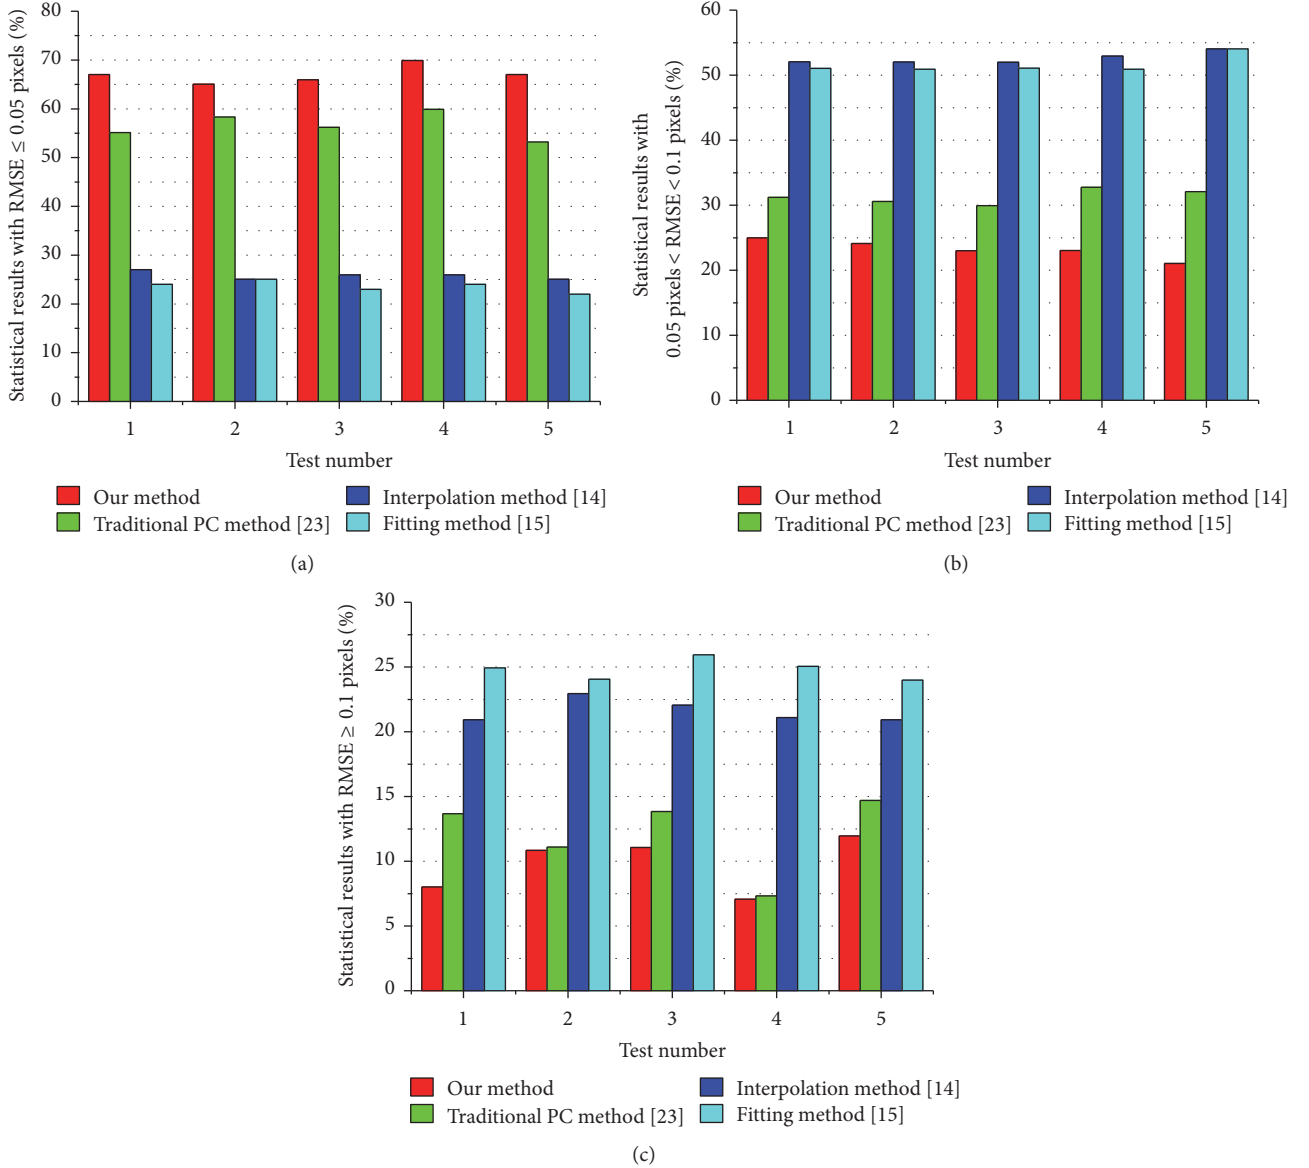 Statistical results with RMSE ≤ 0.05 pixels (%)
80
70
60
50
40
30
20
10
0
1 2 3 4 5
Test number
Our method
Traditional PC method [23]
Interpolation method [14]
Fitting method [15]
(a)
Statistical results with
0.05 pixels < RMSE < 0.1 pixels (%)
60
50
40
30
20
10
0
1 2 3 4 5
Test number
Our method
Traditional PC method [23]
Interpolation method [14]
Fitting method [15]
(b)
Statistical results with RMSE ≥ 0.1 pixels (%)
30
25
20
15
10
5
0
1 2 3 4 5
Test number
Our method
Traditional PC method [23]
Interpolation method [14]
Fitting method [15]
(c)